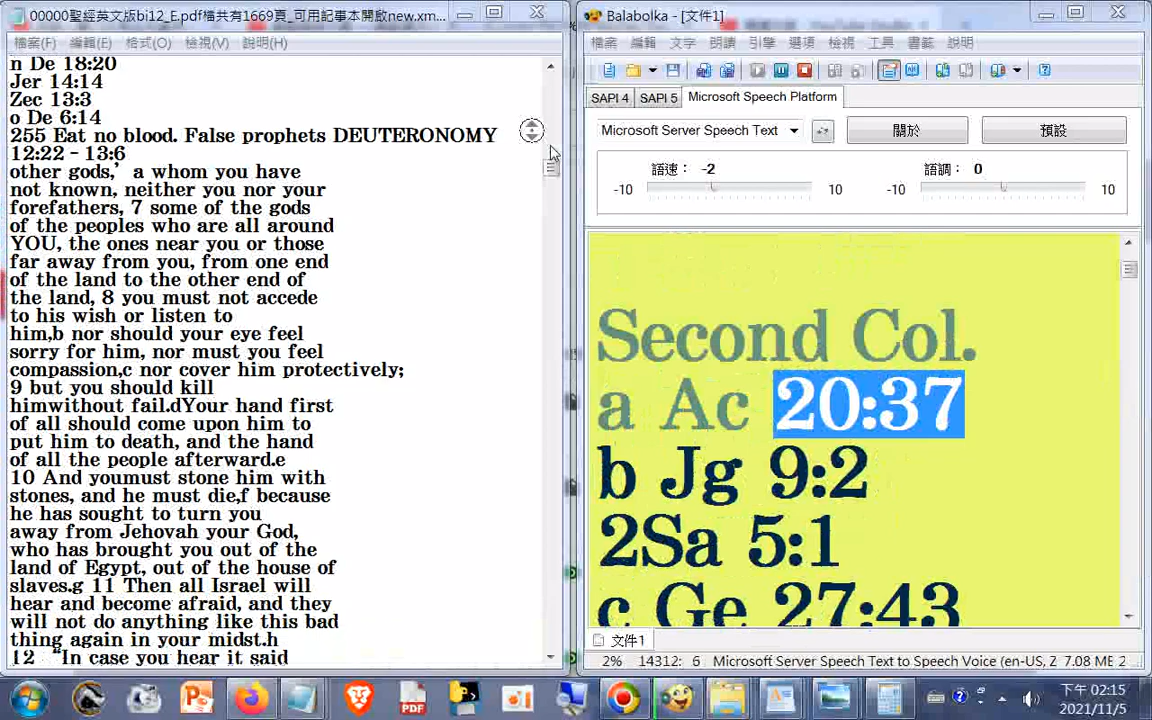 00000聖經英文版bi12_E.pdf檔共有1669頁_可用記事本開啟new.xm...
檔案(F) 編輯(E) 格式(O) 檢視(V) 說明(H)
n De 18:20
Jer 14:14
Zec 13:3
o De 6:14
255 Eat no blood. False prophets DEUTERONOMY
12:22 – 13:6
other gods,’ a whom you have
not known, neither you nor your
forefathers, 7 some of the gods
of the peoples who are all around
YOU, the ones near you or those
far away from you, from one end
of the land to the other end of
the land, 8 you must not accede
to his wish or listen to
him,b nor should your eye feel
sorry for him, nor must you feel
compassion,c nor cover him protectively;
9 but you should kill
himwithout fail.dYour hand first
of all should come upon him to
put him to death, and the hand
of all the people afterward.e
10 And youmust stone him with
stones, and he must die,f because
he has sought to turn you
away from Jehovah your God,
who has brought you out of the
land of Egypt, out of the house of
slaves.g 11 Then all Israel will
hear and become afraid, and they
will not do anything like this bad
thing again in your midst.h
12 “In case you hear it said
Balabolka - [文件1]
檔案 編輯 文字 朗讀 引擎 選項 檢視 工具 書籤 說明
SAPI 4 SAPI 5 Microsoft Speech Platform
Microsoft Server Speech Text 關於 預設
語速： -2 語調： 0
-10 10 -10 10
Second Col.
a Ac 20:37
b Jg 9:2
2Sa 5:1
c Ge 27:43
文件1
2% 14312: 6 Microsoft Server Speech Text to Speech Voice (en-US, Z 7.08 MB 2
PDF
下午 02:15
2021/11/5